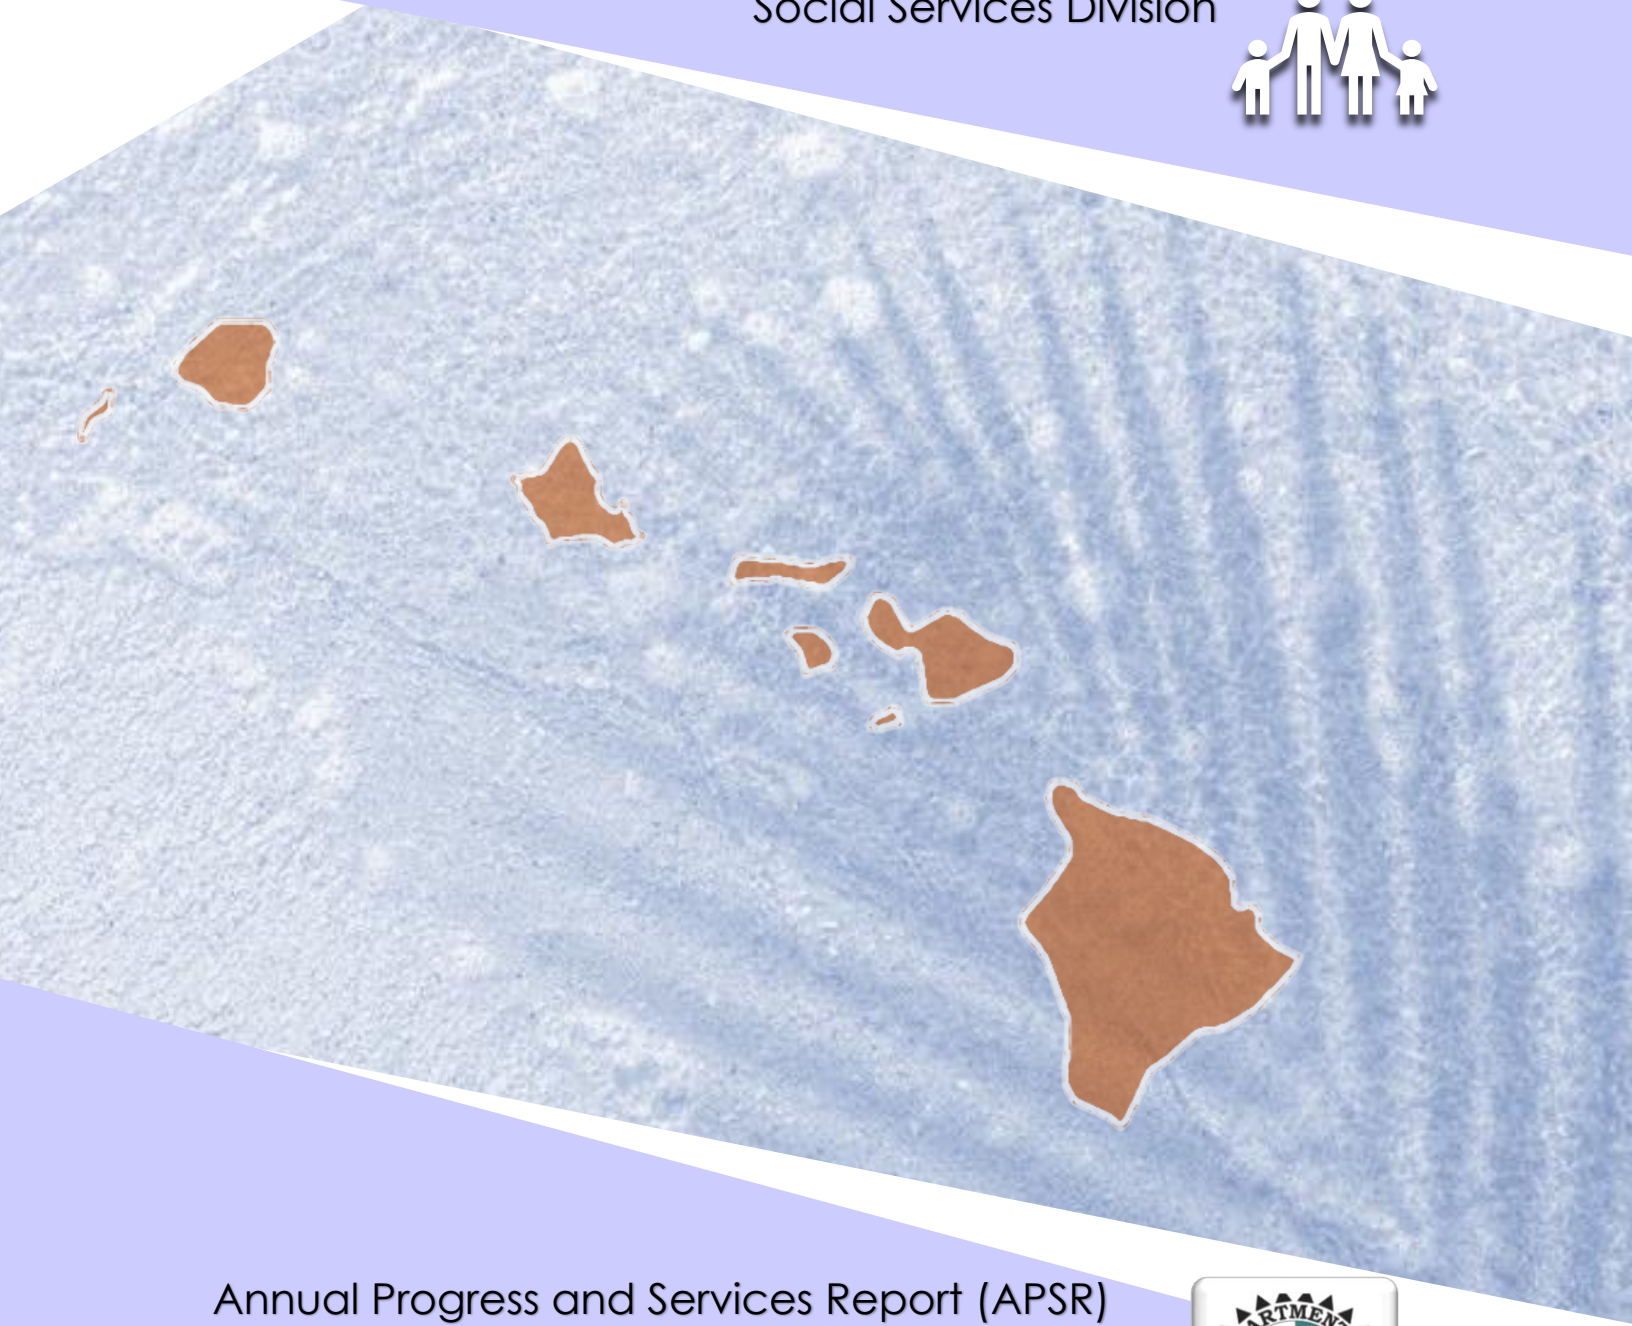 Social Services Division
Annual Progress and Services Report (APSR)